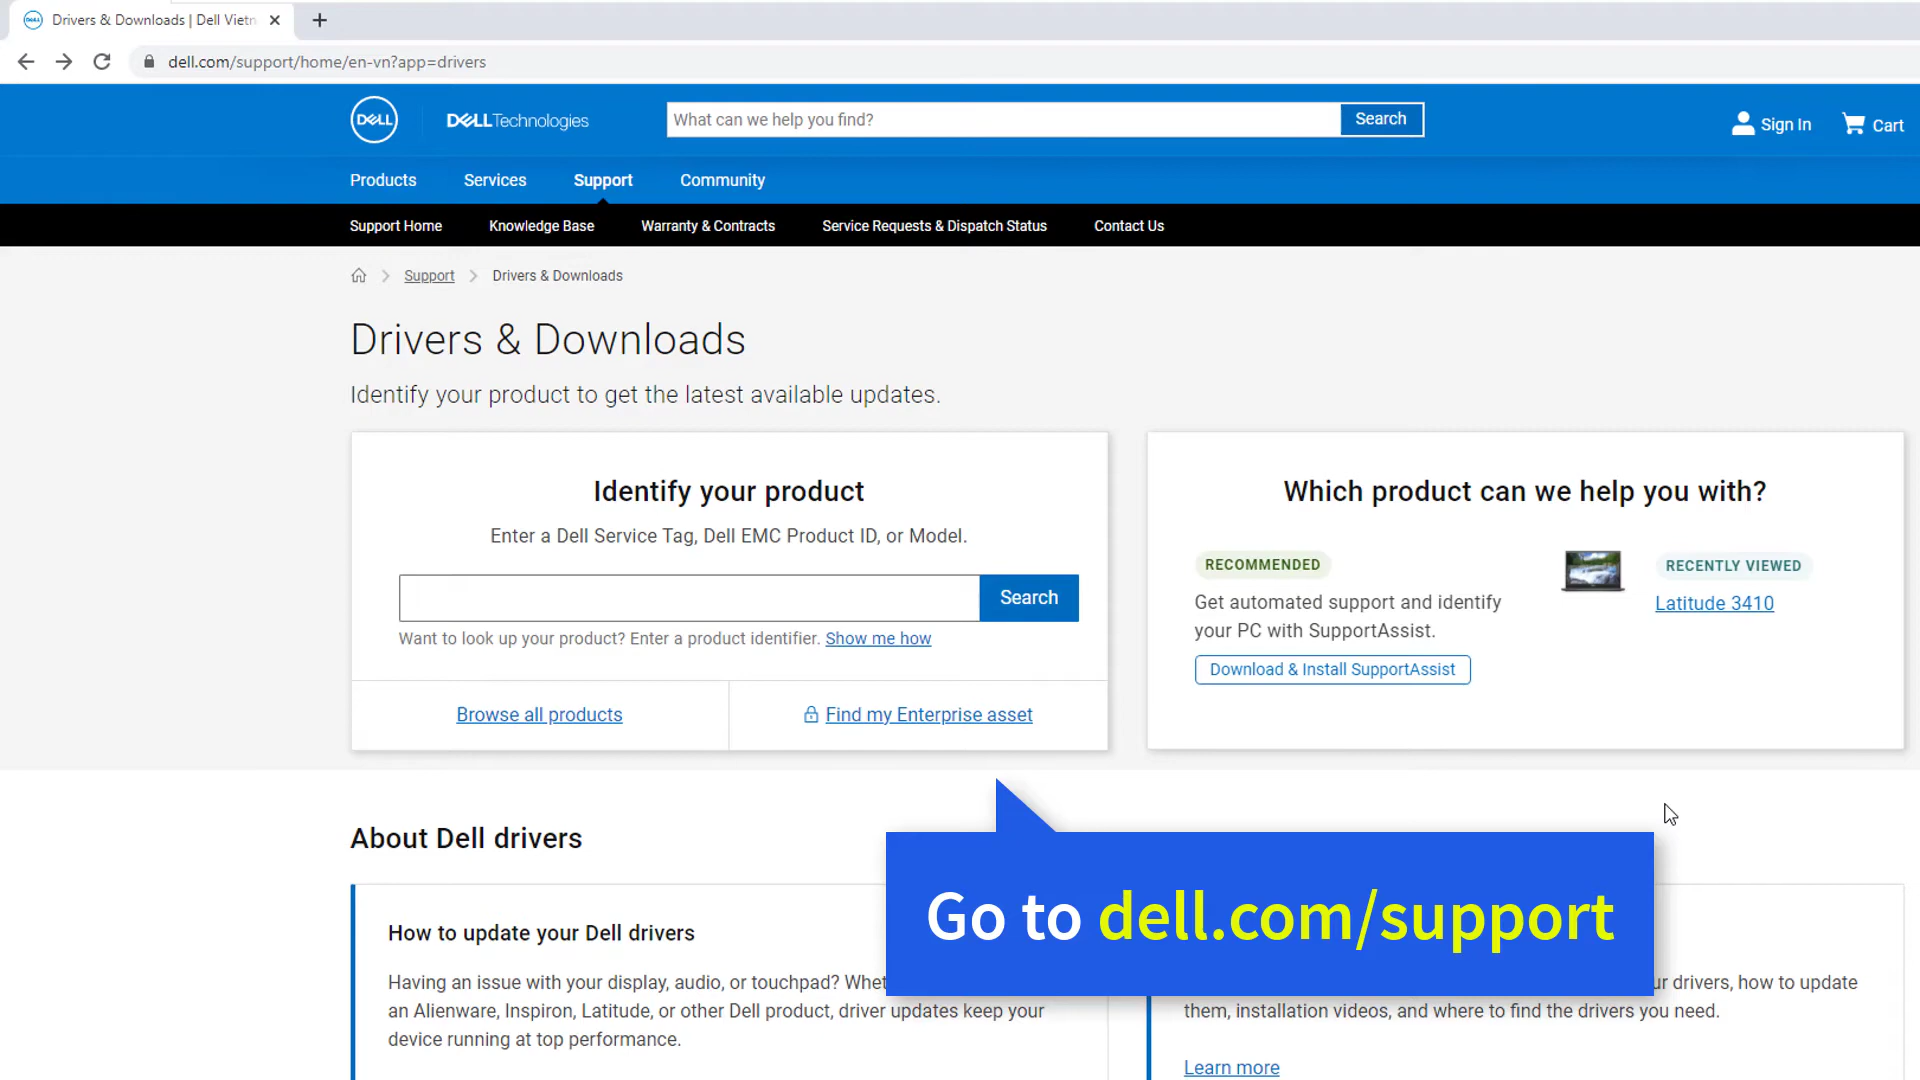 Drivers & Downloads | Dell Vietn
dell.com/support/home/en-vn?app=drivers
DELL
DELLTechnologies
What can we help you find?
Search
Sign In
Cart
Products
Services
Support
Community
Support Home
Knowledge Base
Warranty & Contracts
Service Requests & Dispatch Status
Contact Us
Support
Drivers & Downloads
Drivers & Downloads
Identify your product to get the latest available updates.
Identify your product
Enter a Dell Service Tag, Dell EMC Product ID, or Model.
Search
Want to look up your product? Enter a product identifier. Show me how
Browse all products
Find my Enterprise asset
Which product can we help you with?
RECOMMENDED
Get automated support and identify
your PC with SupportAssist.
Download & Install SupportAssist
RECENTLY VIEWED
Latitude 3410
About Dell drivers
How to update your Dell drivers
Having an issue with your display, audio, or touchpad? Whet
an Alienware, Inspiron, Latitude, or other Dell product, driver updates keep your
device running at top performance.
Go to dell.com/support
ur drivers, how to update
them, installation videos, and where to find the drivers you need.
Learn more